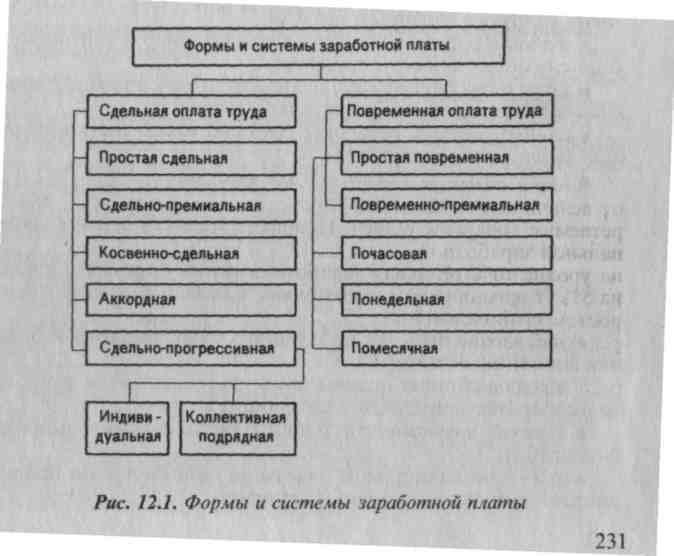 Формы и системы заработной платы
Сдельная оплата труда
Повременная оплата труда
Простая сдельная
Простая повременная
Сдельно-премиальная
Повременно-премиальная
Косвенно-сдельная
Почасовая
Аккордная
Понедельная
Сдельно-прогрессивная
Помесячная
Индиви-
дуальная
Коллективная
подрядная
Рис. 12.1. Формы и системы заработной платы
231